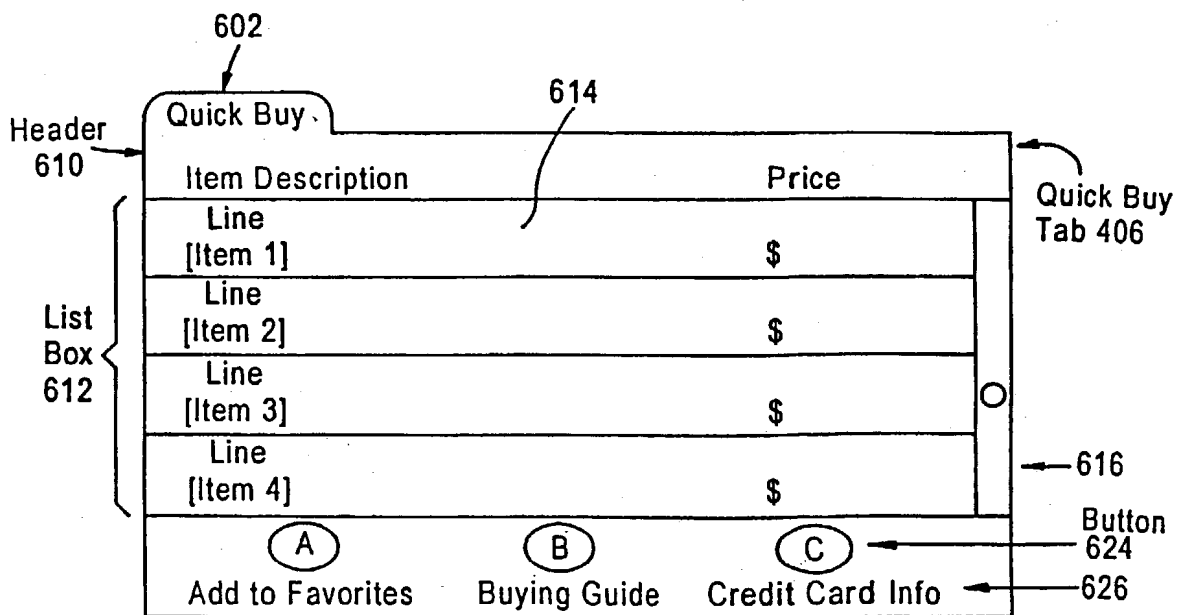 602
614
Quick Buy
Header
610
Item Description Price
Quick Buy
Tab 406
Line
[Item 1] $
Line
[Item 2] $
List
Box
612
Line
[Item 3] $
Line
[Item 4] $
616
A B C
Button
624
Add to Favorites Buying Guide Credit Card Info
626